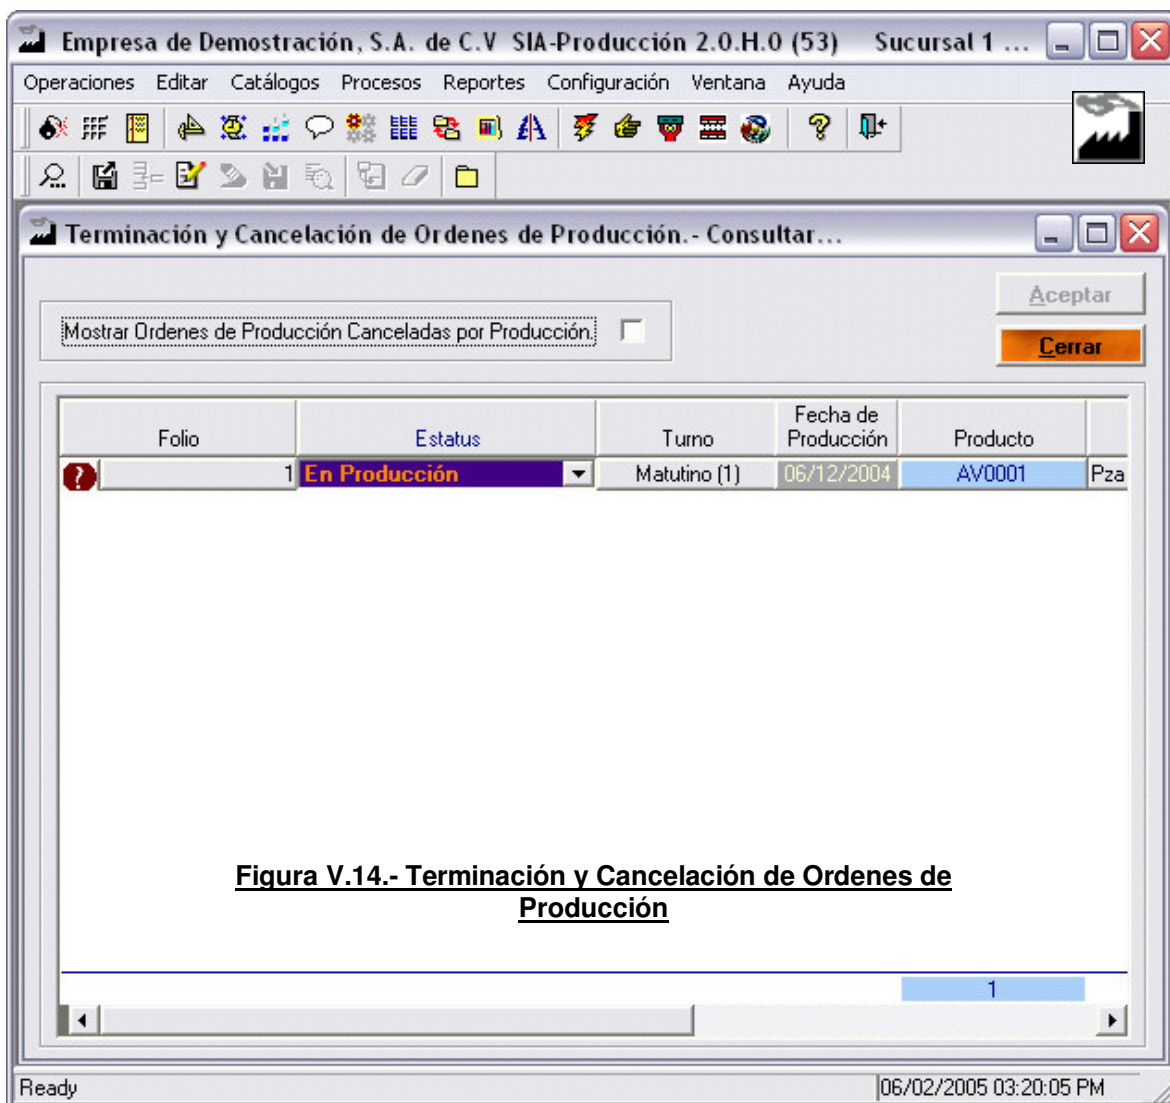 Empresa de Demostración, S.A. de C.V SIA-Producción 2.0.H.0 (53) Sucursal 1 ...
Operaciones Editar Catálogos Procesos Reportes Configuración Ventana Ayuda
Terminación y Cancelación de Ordenes de Producción.- Consultar...
Aceptar
Mostrar Ordenes de Producción Canceladas por Producción.
Cerrar
Folio Estatus Turno Fecha de Producción Producto
1 En Producción Matutino (1) 06/12/2004 AV0001 Pza
Figura V.14.- Terminación y Cancelación de Ordenes de
Producción
1
Ready 06/02/2005 03:20:05 PM